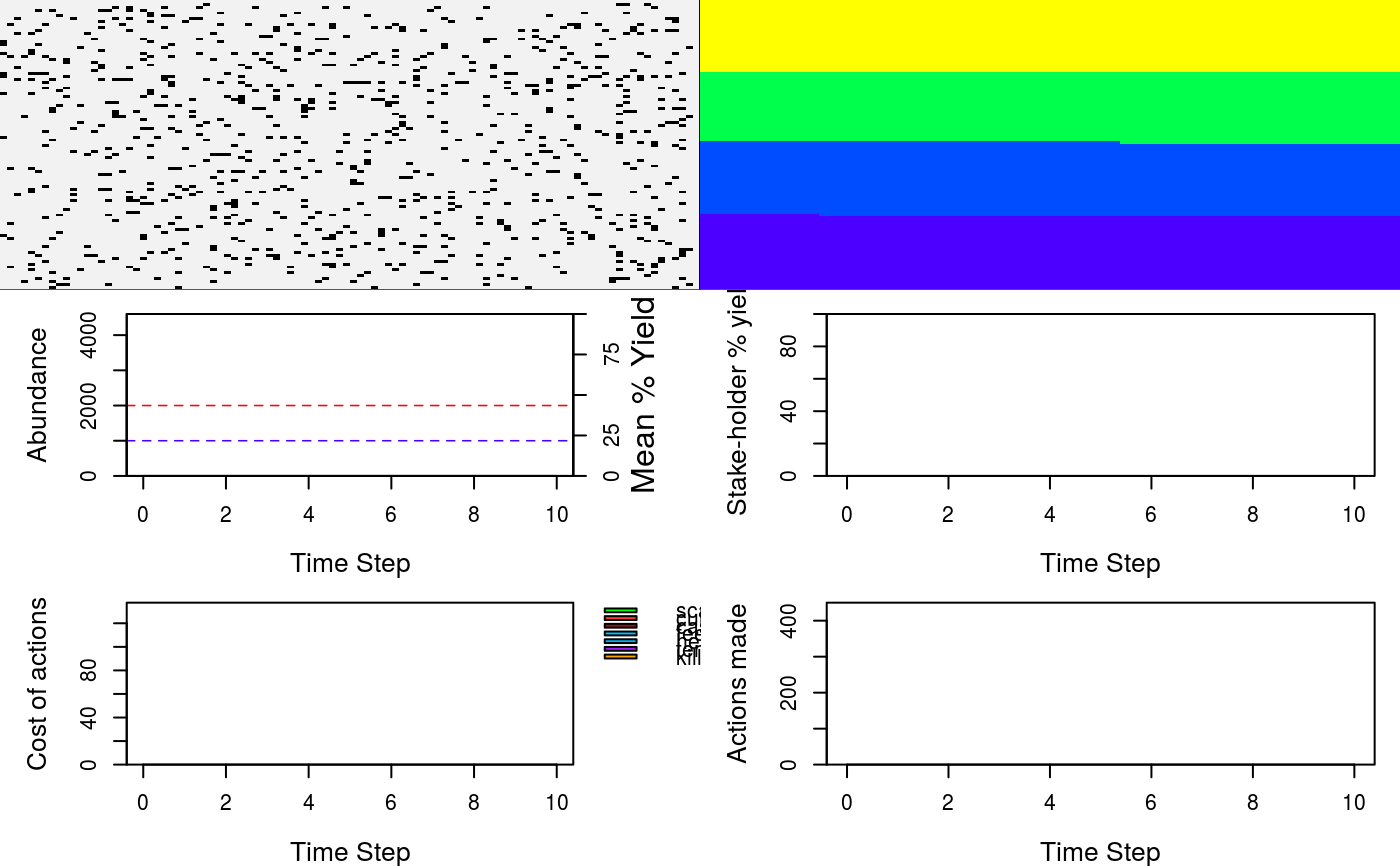 Abundance
0 2000 4000
0 25 75
Mean % Yield
0 2 4 6 8 10
Time Step
Stake-holder % yiel
0 40 80
0 2 4 6 8 10
Time Step
Cost of actions
0 40 80
0 2 4 6 8 10
Time Step
kill
Actions made
0 200 400
0 2 4 6 8 10
Time Step